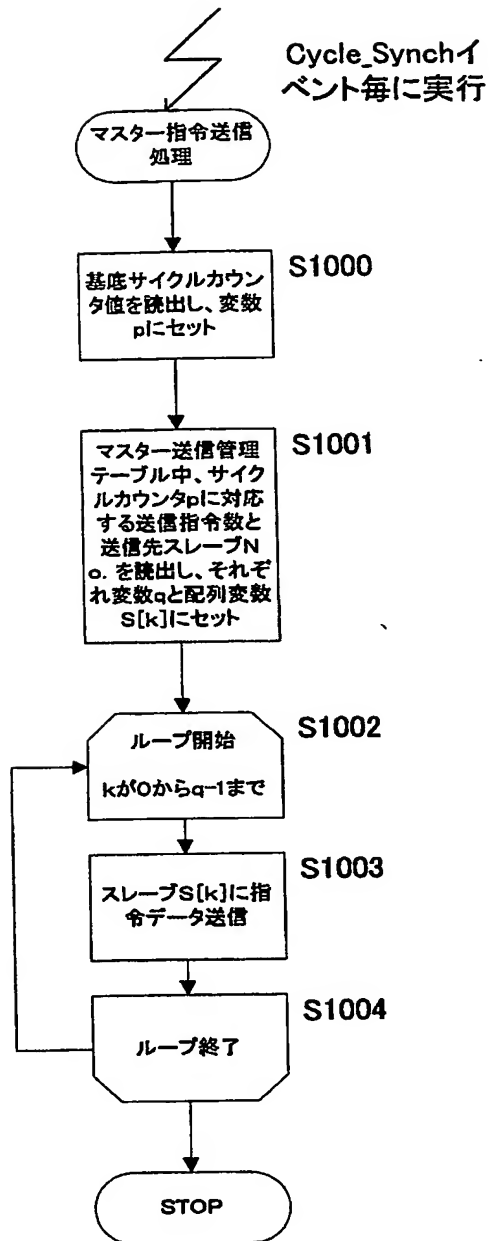 Cycle_Synchイ
ベント毎に実行
マスター指令送信
処理
S1000
基底サイクルカウン
タ値を読出し、変数
pにセット
S1001
マスター送信管理
テーブル中、サイク
ルカウンタpに対応
する送信指令数と
送信先スレーブN
o. を読出し、それぞ
れ変数qと配列変数
S[k]にセット
S1002
ループ開始
kが0からq-1まで
S1003
スレーブS[k]に指
令データ送信
S1004
ループ終了
STOP